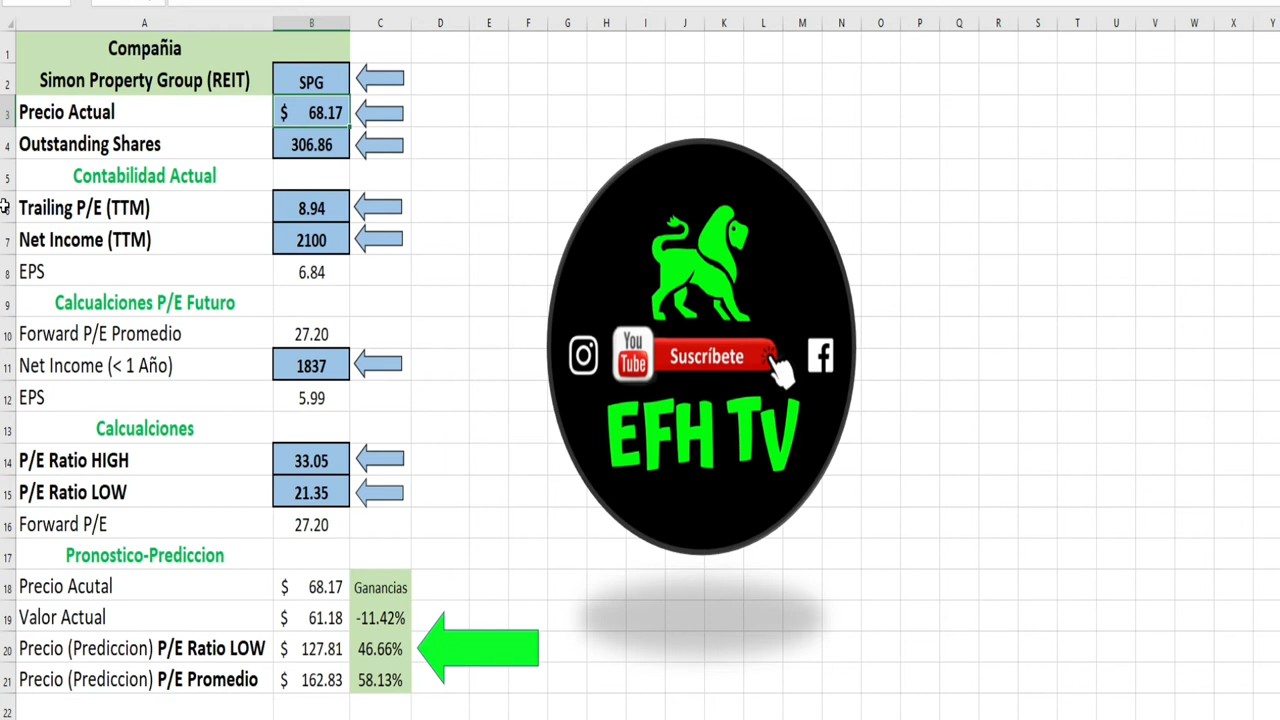 A B C D E F G H I J K L M N O P Q R S T U V W X Y
1 Compañia
2 Simon Property Group (REIT) SPG
3 Precio Actual $ 68.17
4 Outstanding Shares 306.86
5 Contabilidad Actual
6 Trailing P/E (TTM) 8.94
7 Net Income (TTM) 2100
8 EPS 6.84
9 Calcualciones P/E Futuro
10 Forward P/E Promedio 27.20
11 Net Income (< 1 Año) 1837
12 EPS 5.99
13 Calcualciones
14 P/E Ratio HIGH 33.05
15 P/E Ratio LOW 21.35
16 Forward P/E 27.20
17 Pronostico-Prediccion
18 Precio Acutal $ 68.17 Ganancias
19 Valor Actual $ 61.18 -11.42%
20 Precio (Prediccion) P/E Ratio LOW $ 127.81 46.66%
21 Precio (Prediccion) P/E Promedio $ 162.83 58.13%
22
You
Tube
Suscríbete
EFH TV